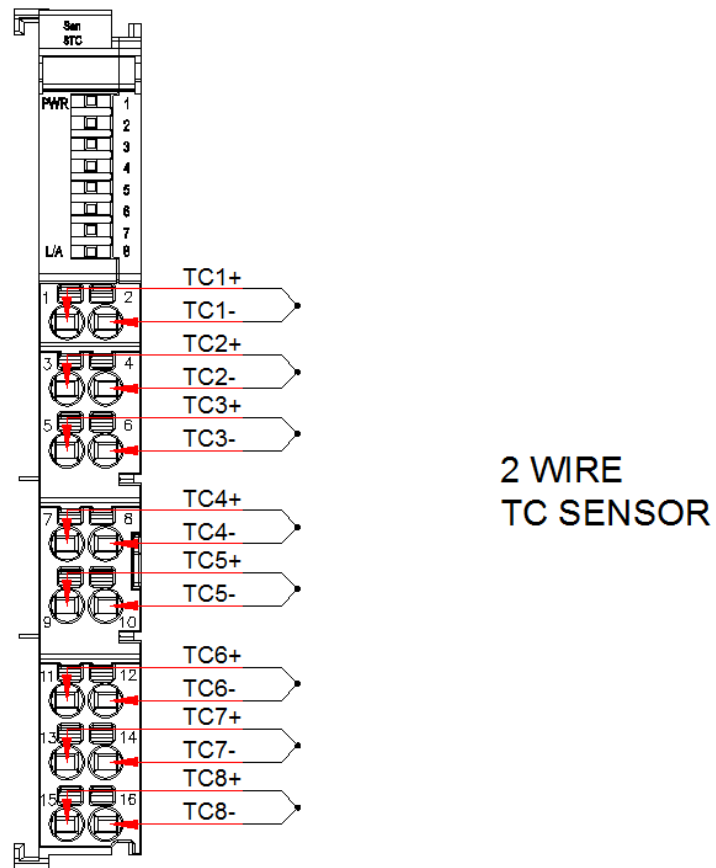 Sen
8TC
PWR 1
2
3
4
5
6
7
L/A 8
TC1+
1 2
TC1-
TC2+
3 4
TC2-
TC3+
5 6
TC3-
2 WIRE
TC SENSOR
TC4+
7 8
TC4-
TC5+
TC5-
9 10
TC6+
11 12
TC6-
TC7+
13 14
TC7-
TC8+
15 16
TC8-